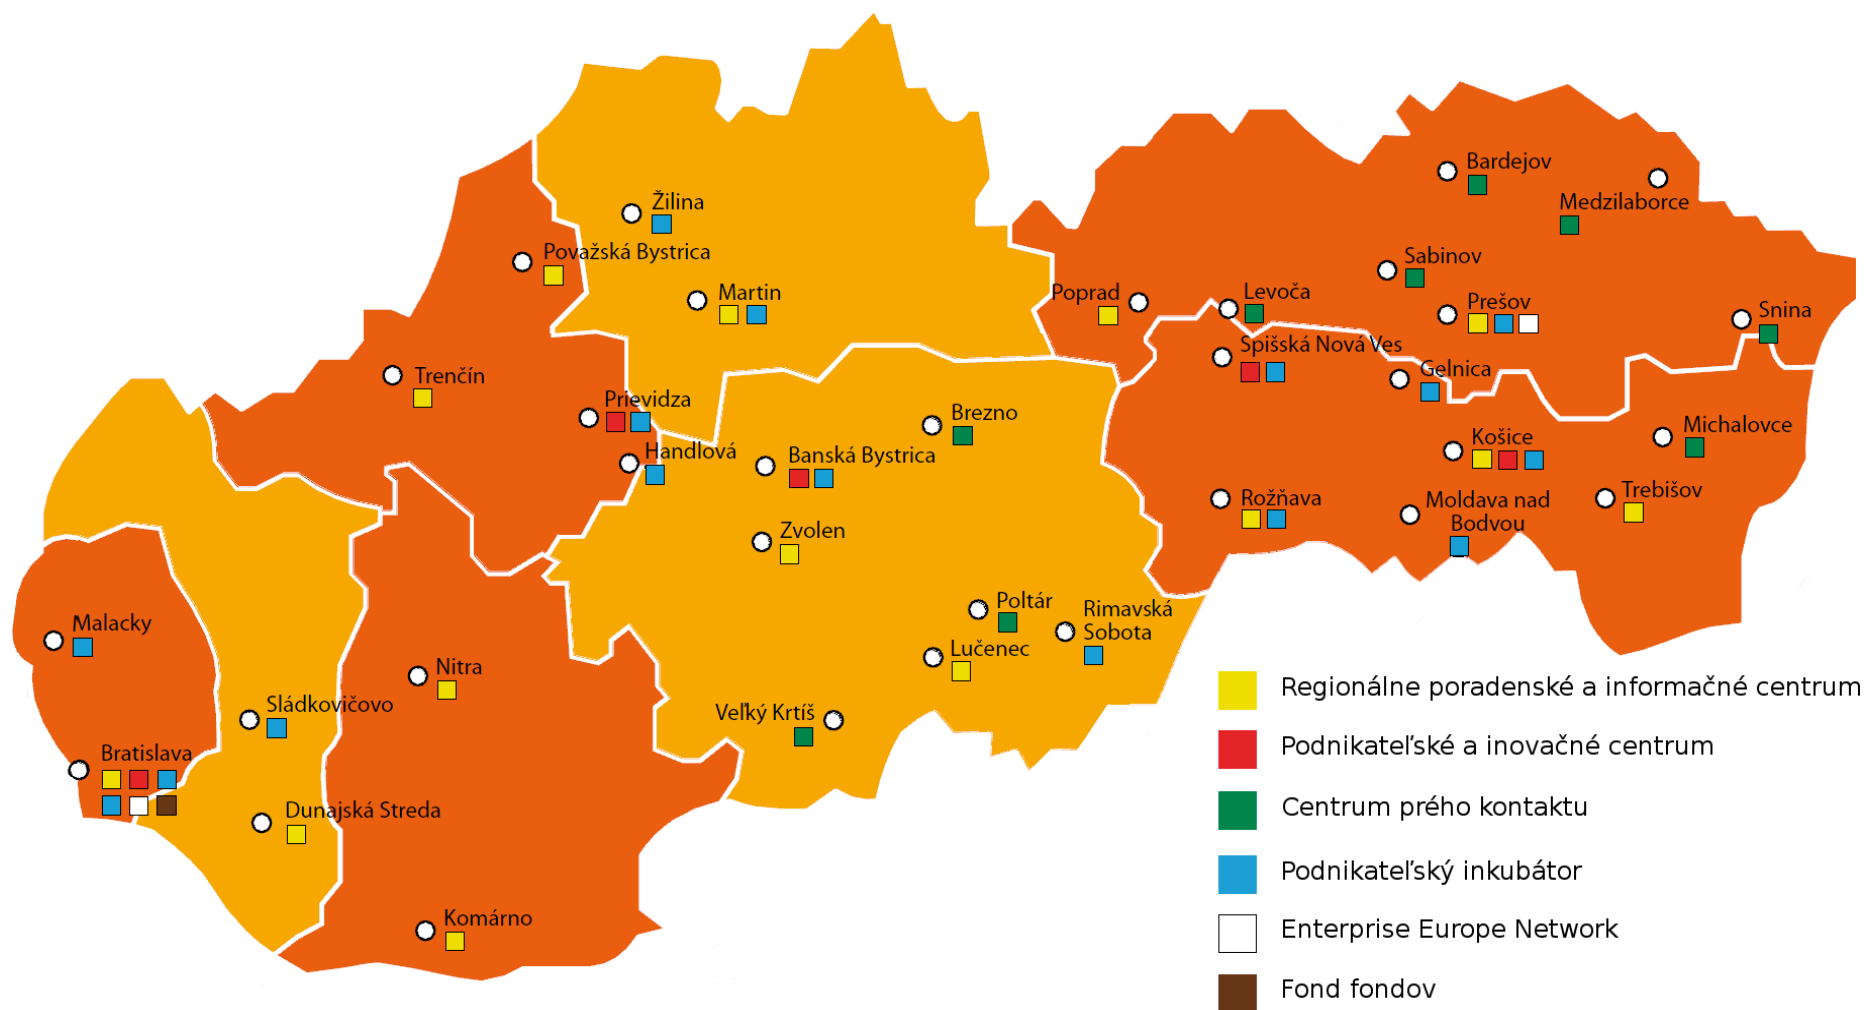 Bardejov
Medzilaborce
Žilina
Považská Bystrica
Sabinov
Martin
Poprad
Levoča
Prešov
Snina
Spišská Nová Ves
Gelnica
Trenčín
Prievidza
Brezno
Michalovce
Handlová
Banská Bystrica
Košice
Rožňava
Moldava nad
Bodvou
Trebišov
Zvolen
Malacky
Poltár
Rimavská
Sobota
Lučenec
Nitra
Sládkovičovo
Veľký Krtíš
Bratislava
Dunajská Streda
Komárno
Regionálne poradenské a informačné centrum
Podnikateľské a inovačné centrum
Centrum prého kontaktu
Podnikateľský inkubátor
Enterprise Europe Network
Fond fondov